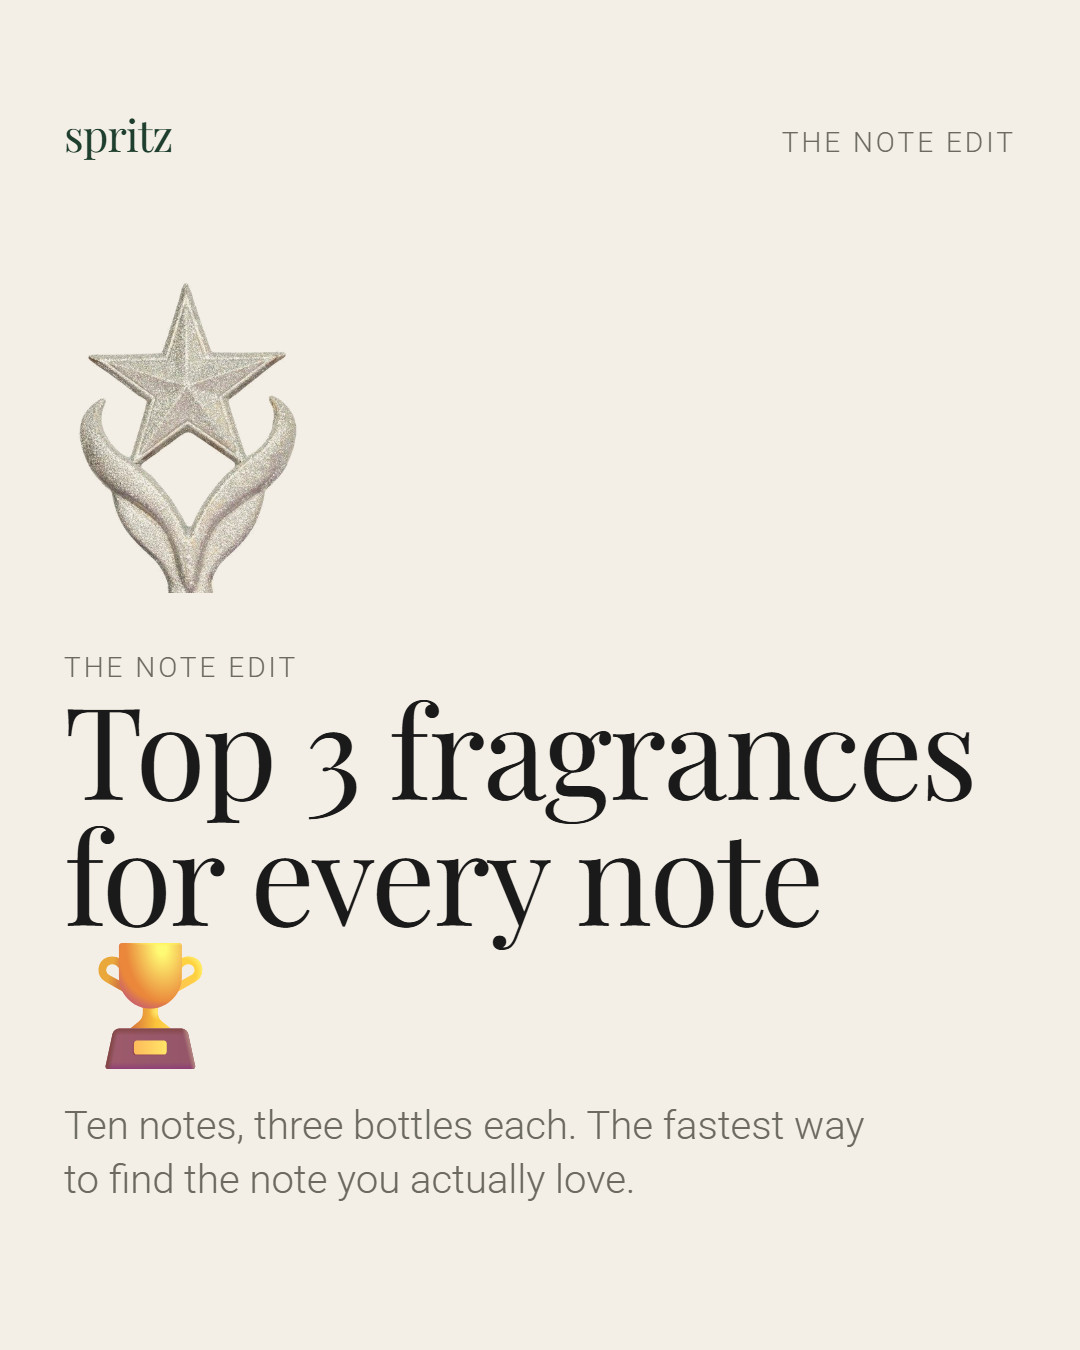 spritz
THE NOTE EDIT
THE NOTE EDIT
Top 3 fragrances
for every note
Ten notes, three bottles each. The fastest way
to find the note you actually love.